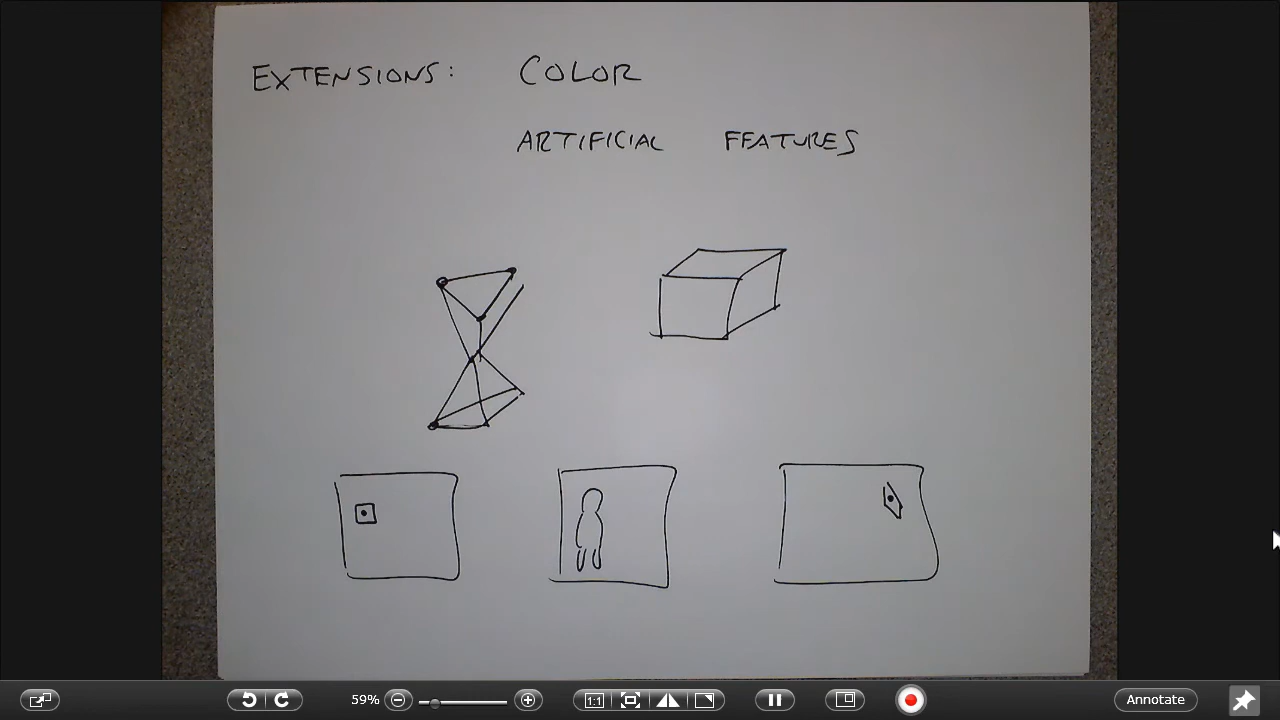 EXTENSIONS: COLOR
ARTIFICIAL FEATURES
59%
1:1
Annotate